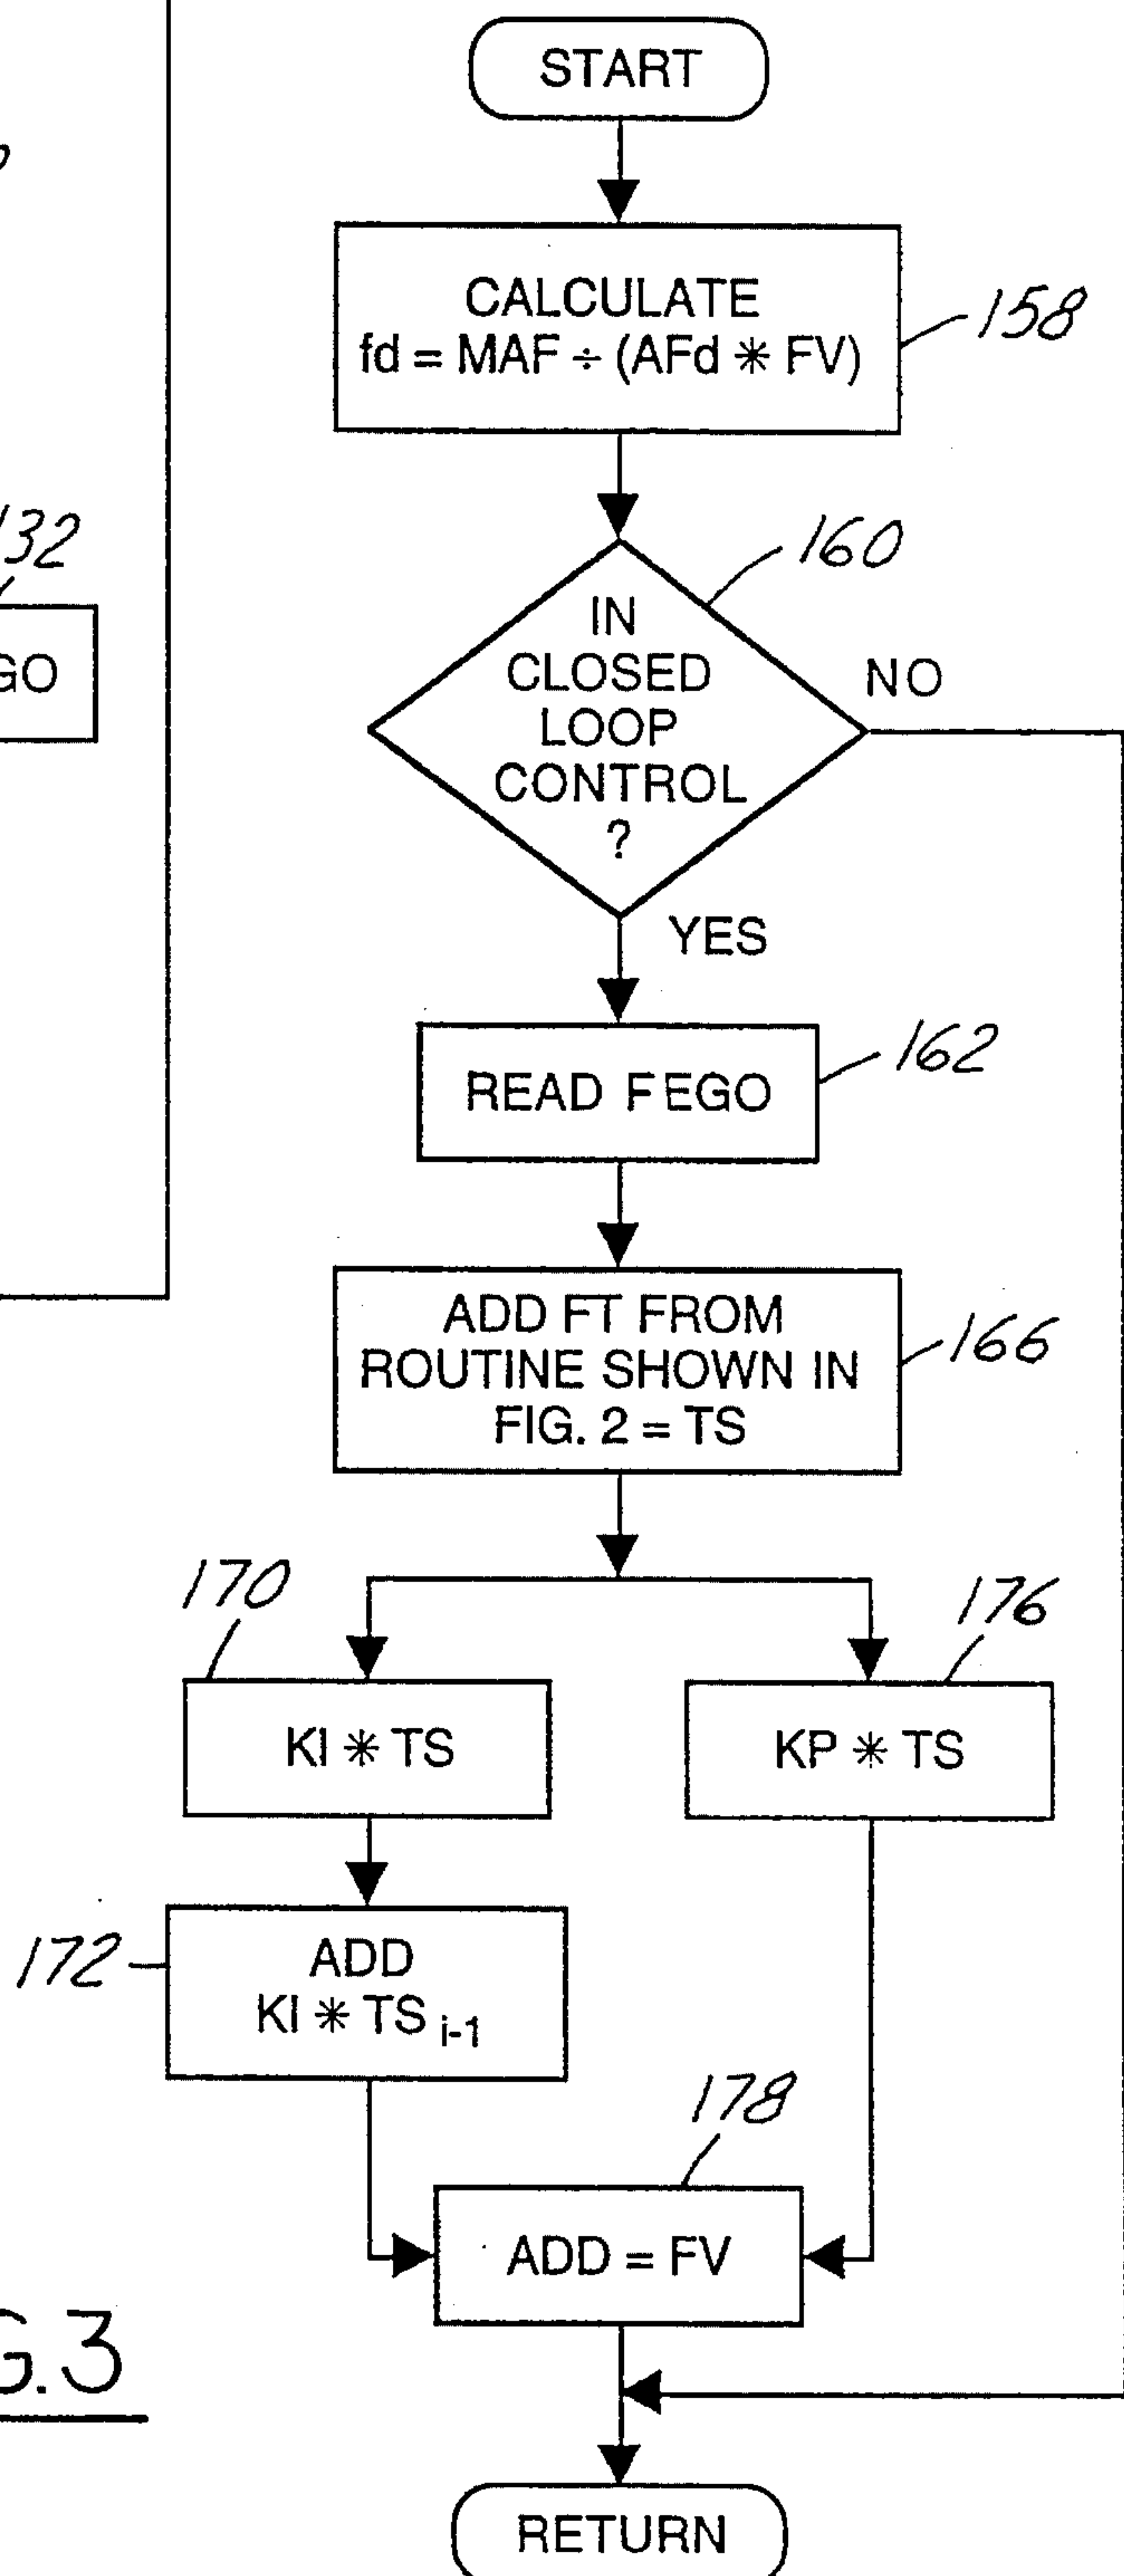 START
CALCULATE
fd = MAF ÷ (AFd * FV)
158
132
IN
CLOSED
LOOP
CONTROL
?
160
NO
YES
READ FEGO
162
ADD FT FROM
ROUTINE SHOWN IN
FIG. 2 = TS
166
170
176
KI * TS
KP * TS
172
ADD
KI * TS i-1
178
ADD = FV
G.3
RETURN